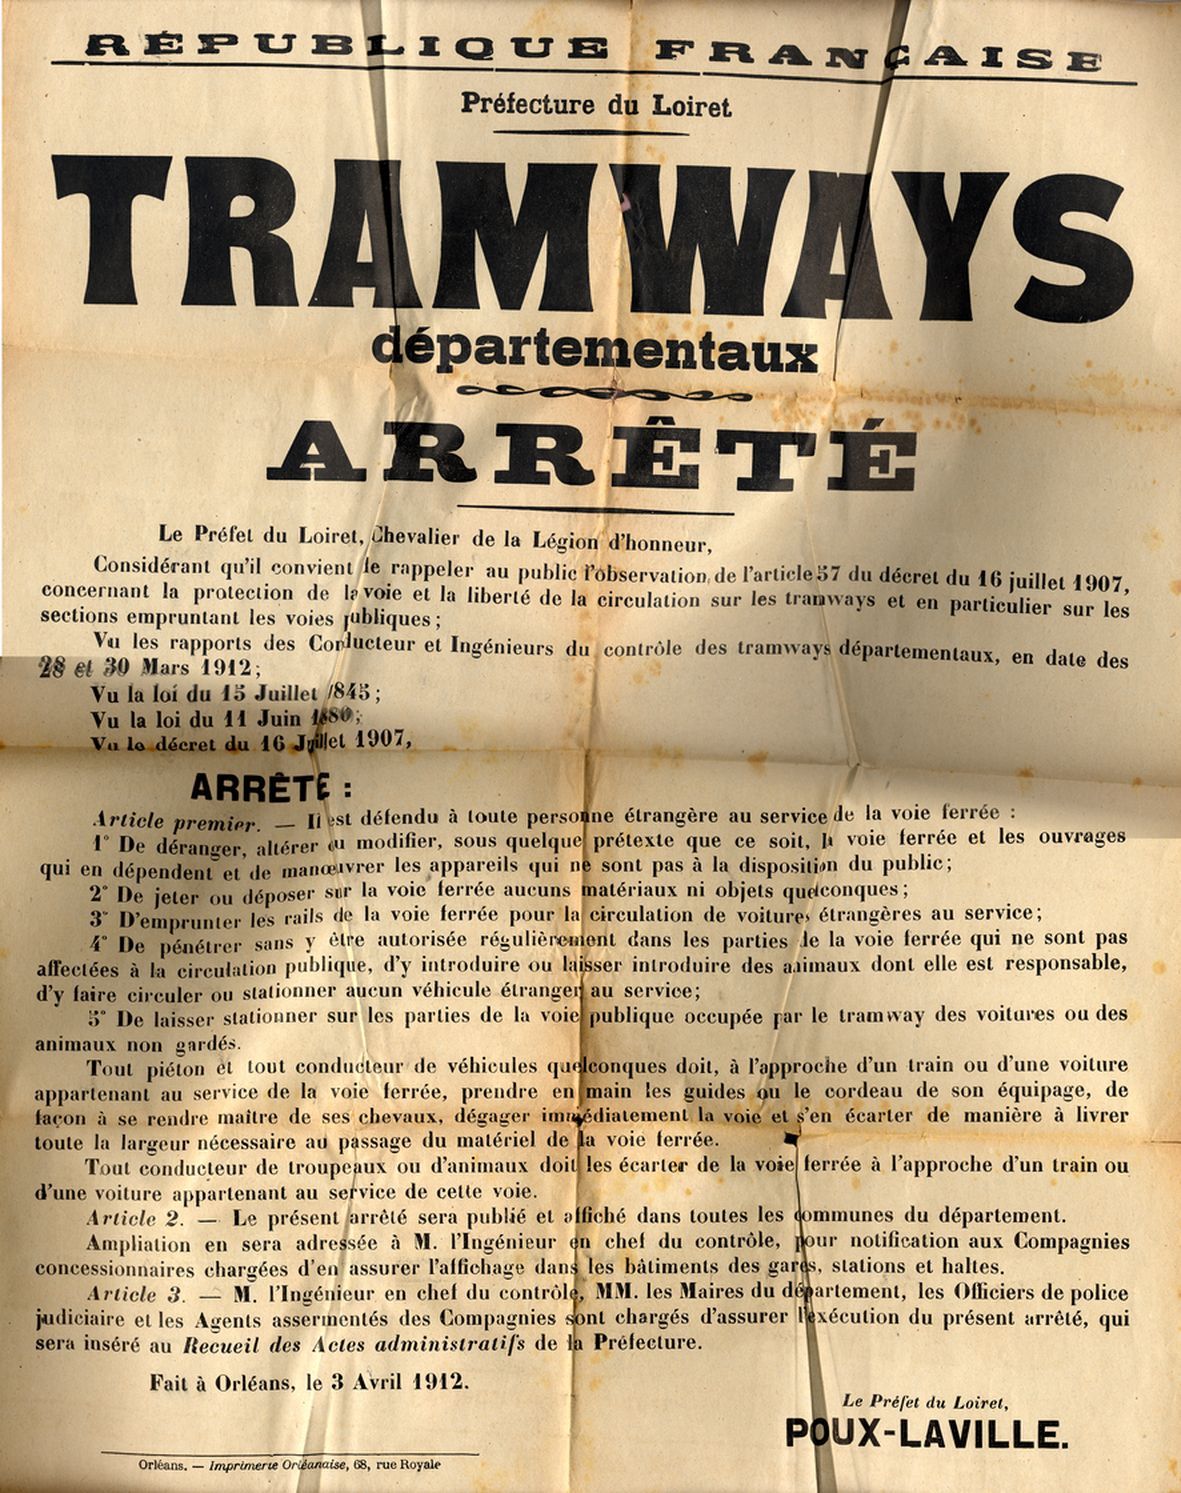 RÉPUBLIQUE FRANÇAISE
Préfecture du Loiret
TRAMWAYS
départementaux
ARRÊTÉ
Le Préfet du Loiret, Chevalier de la Légion d'honneur,
Considérant qu'il convient de rappeler au public l'observation de l'article 57 du décret du 16 juillet 1907,
concernant la protection de la voie et la liberté de la circulation sur les tramways et en particulier sur les
sections empruntant les voies publiques ;
Vu les rapports des Conducteur et Ingénieurs du contrôle des tramways départementaux, en date des
28 et 30 Mars 1912 ;
Vu la loi du 15 Juillet 1845 ;
Vu la loi du 11 Juin 1880 ;
Vu le décret du 16 Juillet 1907,
ARRÊTE :
Article premier. — Il est défendu à toute personne étrangère au service de la voie ferrée :
1° De déranger, altérer ou modifier, sous quelque prétexte que ce soit, la voie ferrée et les ouvrages
qui en dépendent et de manœuvrer les appareils qui ne sont pas à la disposition du public ;
2° De jeter ou déposer sur la voie ferrée aucuns matériaux ni objets quelconques ;
3° D'emprunter les rails de la voie ferrée pour la circulation de voitures étrangères au service ;
4° De pénétrer sans y être autorisée régulièrement dans les parties de la voie ferrée qui ne sont pas
affectées à la circulation publique, d'y introduire ou laisser introduire des animaux dont elle est responsable,
d'y faire circuler ou stationner aucun véhicule étranger au service ;
5° De laisser stationner sur les parties de la voie publique occupée par le tramway des voitures ou des
animaux non gardés.
Tout piéton et tout conducteur de véhicules quelconques doit, à l'approche d'un train ou d'une voiture
appartenant au service de la voie ferrée, prendre en main les guides ou le cordeau de son équipage, de
façon à se rendre maître de ses chevaux, dégager immédiatement la voie et s'en écarter de manière à livrer
toute la largeur nécessaire au passage du matériel de la voie ferrée.
Tout conducteur de troupeaux ou d'animaux doit les écarter de la voie ferrée à l'approche d'un train ou
d'une voiture appartenant au service de cette voie.
Article 2. — Le présent arrêté sera publié et affiché dans toutes les communes du département.
Ampliation en sera adressée à M. l'Ingénieur en chef du contrôle, pour notification aux Compagnies
concessionnaires chargées d'en assurer l'affichage dans les bâtiments des gares, stations et haltes.
Article 3. — M. l'Ingénieur en chef du contrôle, MM. les Maires du département, les Officiers de police
judiciaire et les Agents assermentés des Compagnies sont chargés d'assurer l'exécution du présent arrêté, qui
sera inséré au Recueil des Actes administratifs de la Préfecture.
Fait à Orléans, le 3 Avril 1912.
Le Préfet du Loiret,
POUX-LAVILLE.
Orléans. — Imprimerie Orléanaise, 68, rue Royale